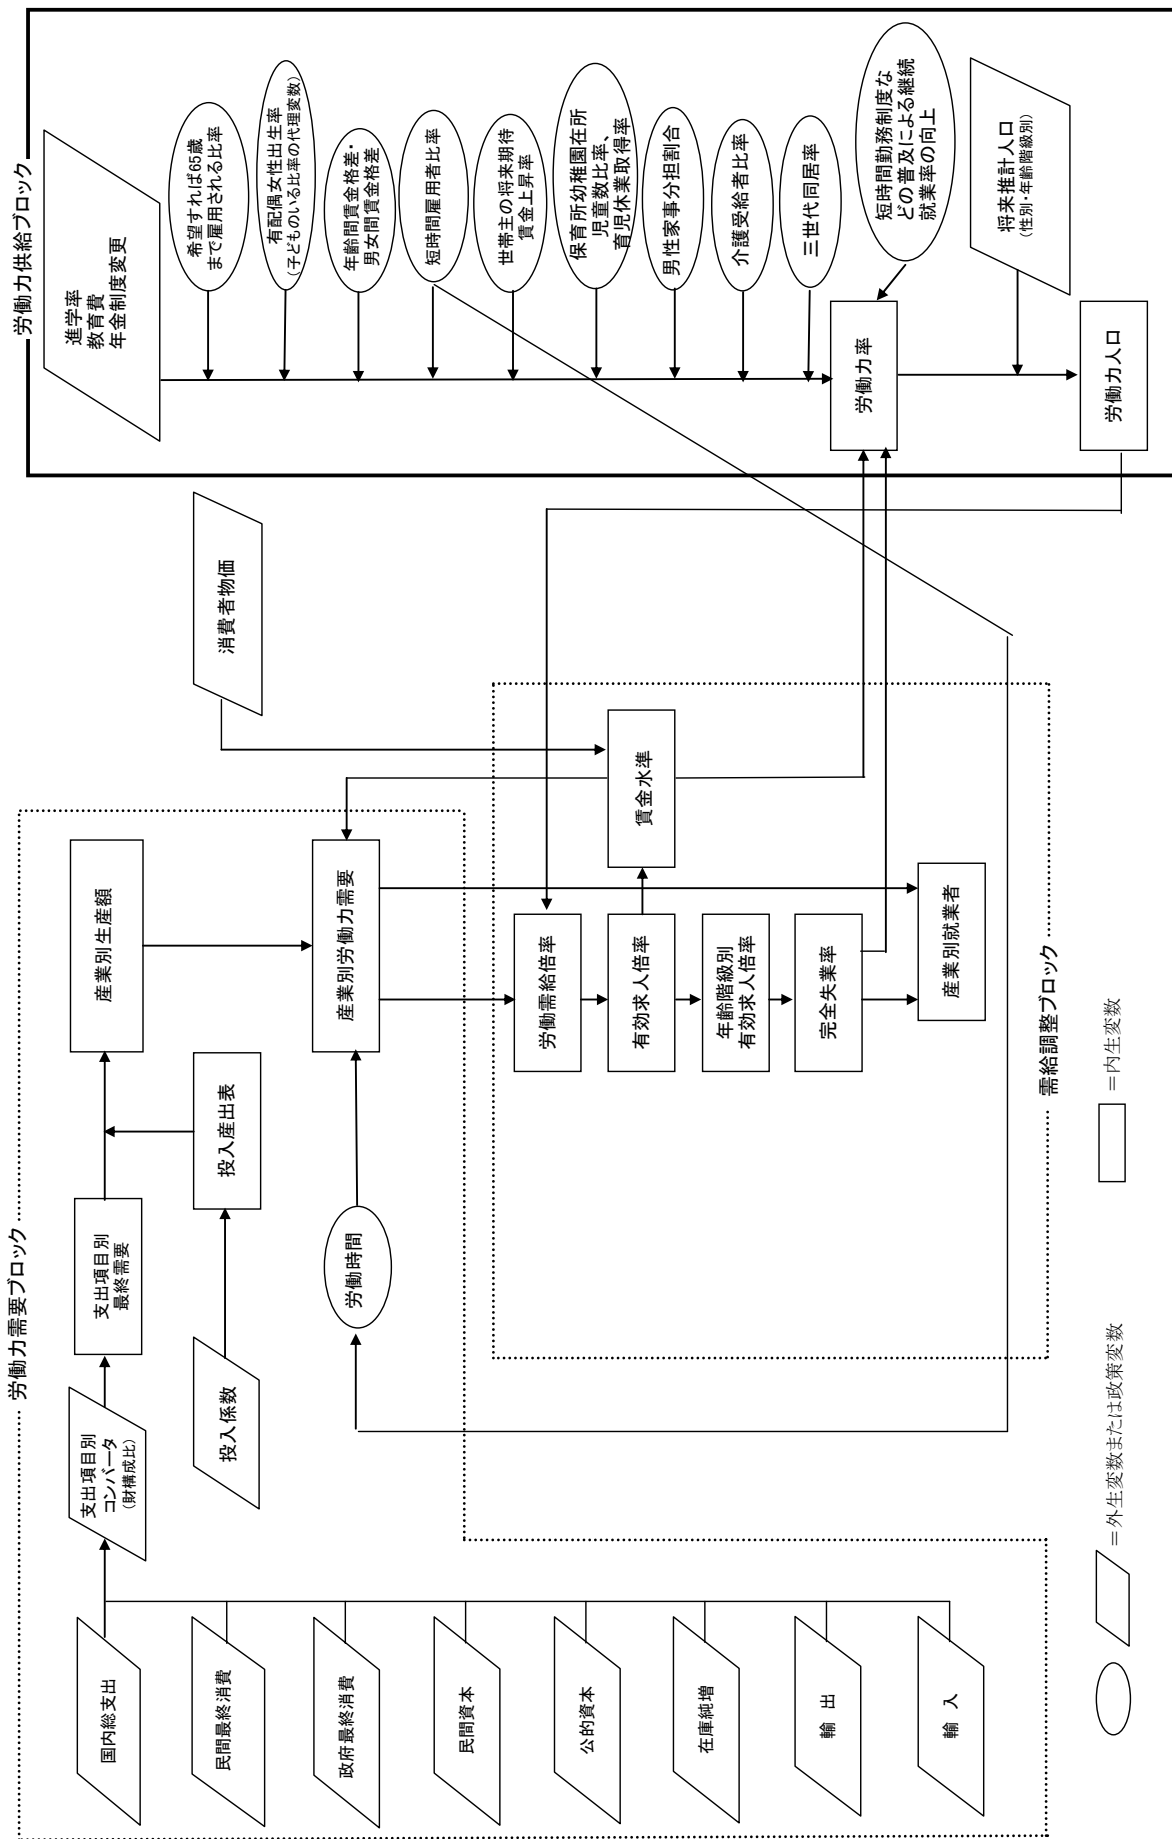 労働力需要ブロック
国内総支出
民間最終消費
政府最終消費
民間資本
公的資本
在庫純増
輸 出
輸 入
支出項目別
コンバータ
(財構成比)
支出項目別
最終需要
投入係数
投入産出表
産業別生産額
労働時間
産業別労働力需要
消費者物価
需給調整ブロック
労働需給倍率
有効求人倍率
年齢階級別
有効求人倍率
完全失業率
賃金水準
産業別就業者
労働力供給ブロック
進学率
教育費
年金制度変更
希望すれば65歳
まで雇用される比率
有配偶女性出生率
(子どものいる比率の代理変数)
年齢間賃金格差・
男女間賃金格差
短時間雇用者比率
世帯主の将来期待
賃金上昇率
保育所幼稚園在所
児童数比率、
育児休業取得率
男性家事分担割合
介護受給者比率
三世代同居率
短時間勤務制度な
どの普及による継続
就業率の向上
労働力率
将来推計人口
(性別・年齢階級別)
労働力人口
＝外生変数または政策変数
＝内生変数